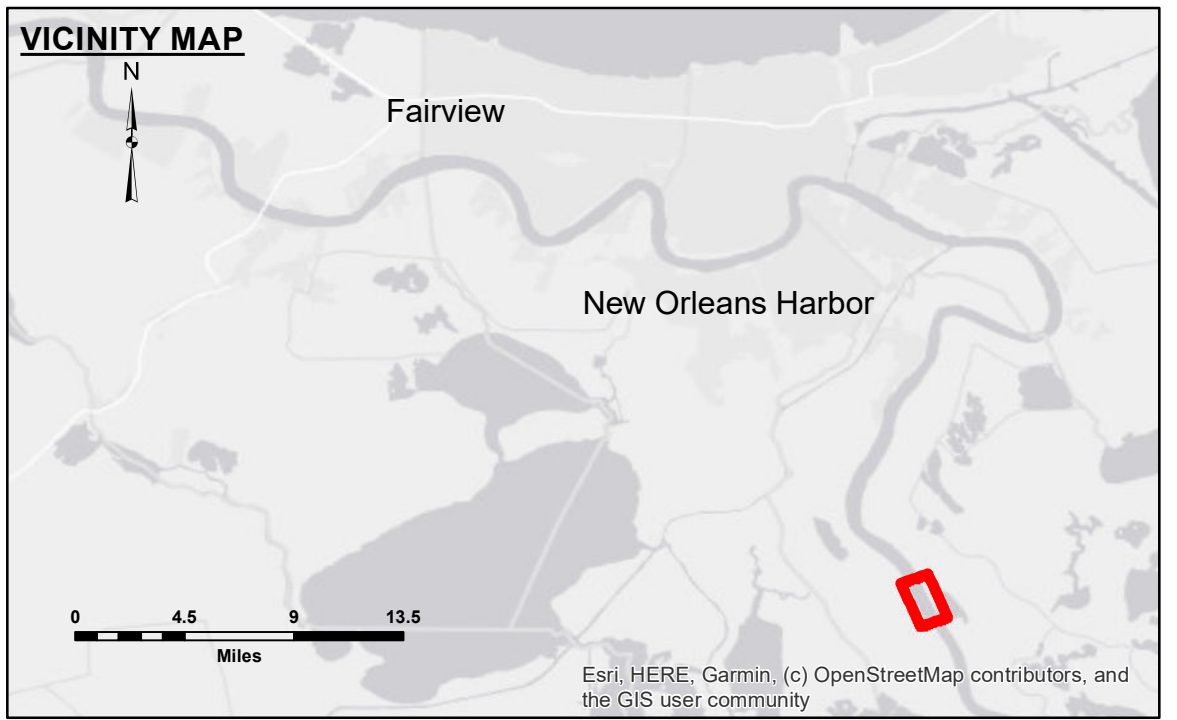 VICINITY MAP
N
Fairview
New Orleans Harbor
0 4.5 9 13.5
Miles
Esri, HERE, Garmin, (c) OpenStreetMap contributors, and
the GIS user community